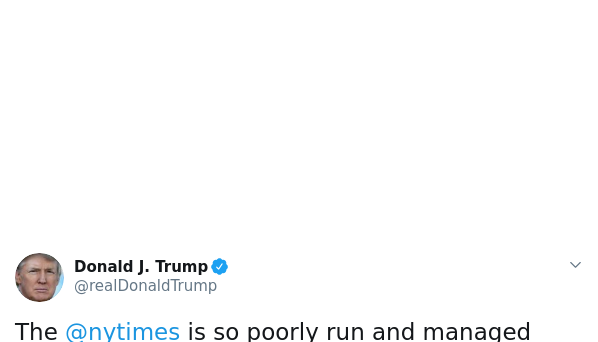 Donald J. Trump
@realDonaldTrump
The @nytimes is so poorly run and managed